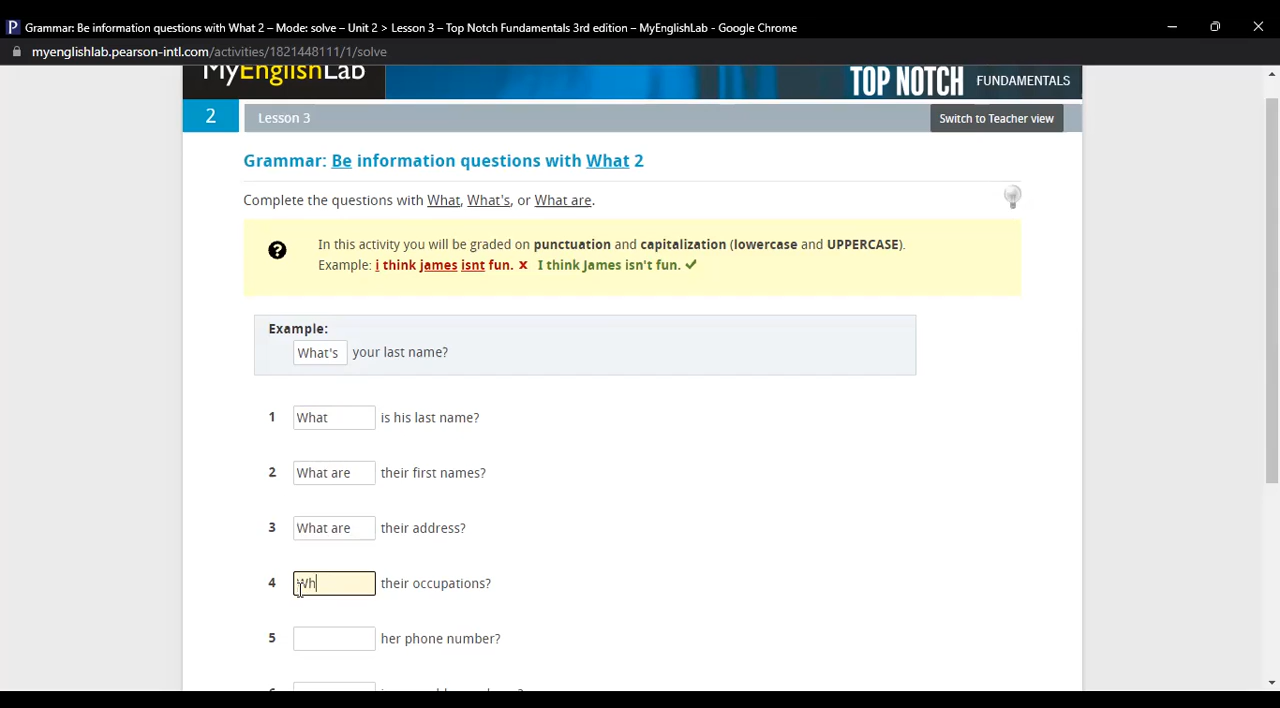 Grammar: Be information questions with What 2 – Mode: solve – Unit 2 > Lesson 3 – Top Notch Fundamentals 3rd edition – MyEnglishLab - Google Chrome
myenglishlab.pearson-intl.com/activities/1821448111/1/solve
MyEnglishLab TOP NOTCH FUNDAMENTALS
2 Lesson 3 Switch to Teacher view
Grammar: Be information questions with What 2
Complete the questions with What, What's, or What are.
In this activity you will be graded on punctuation and capitalization (lowercase and UPPERCASE).
Example: i think james isnt fun. ✗ I think James isn't fun. ✓
Example:
What's your last name?
1 What is his last name?
2 What are their first names?
3 What are their address?
4 Wh their occupations?
5 her phone number?